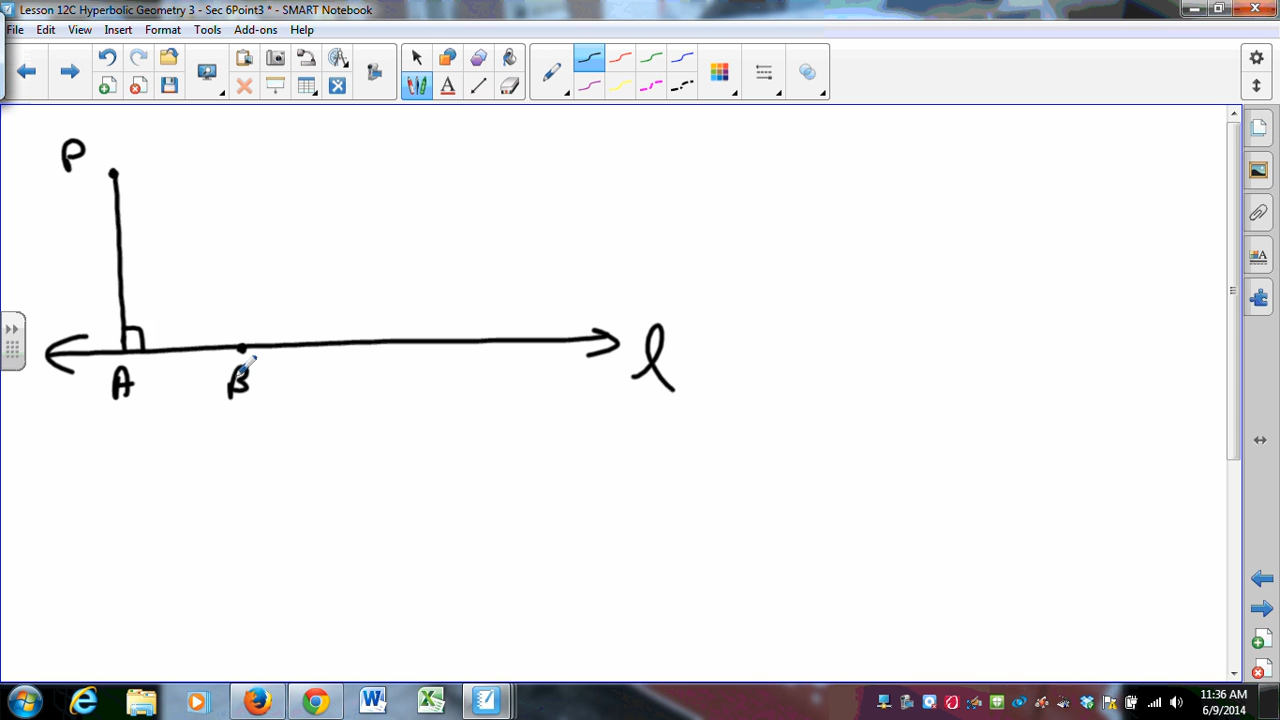 Lesson 12C Hyperbolic Geometry 3 - Sec 6Point3 * - SMART Notebook
File Edit View Insert Format Tools Add-ons Help
P
A B
l
11:36 AM
6/9/2014